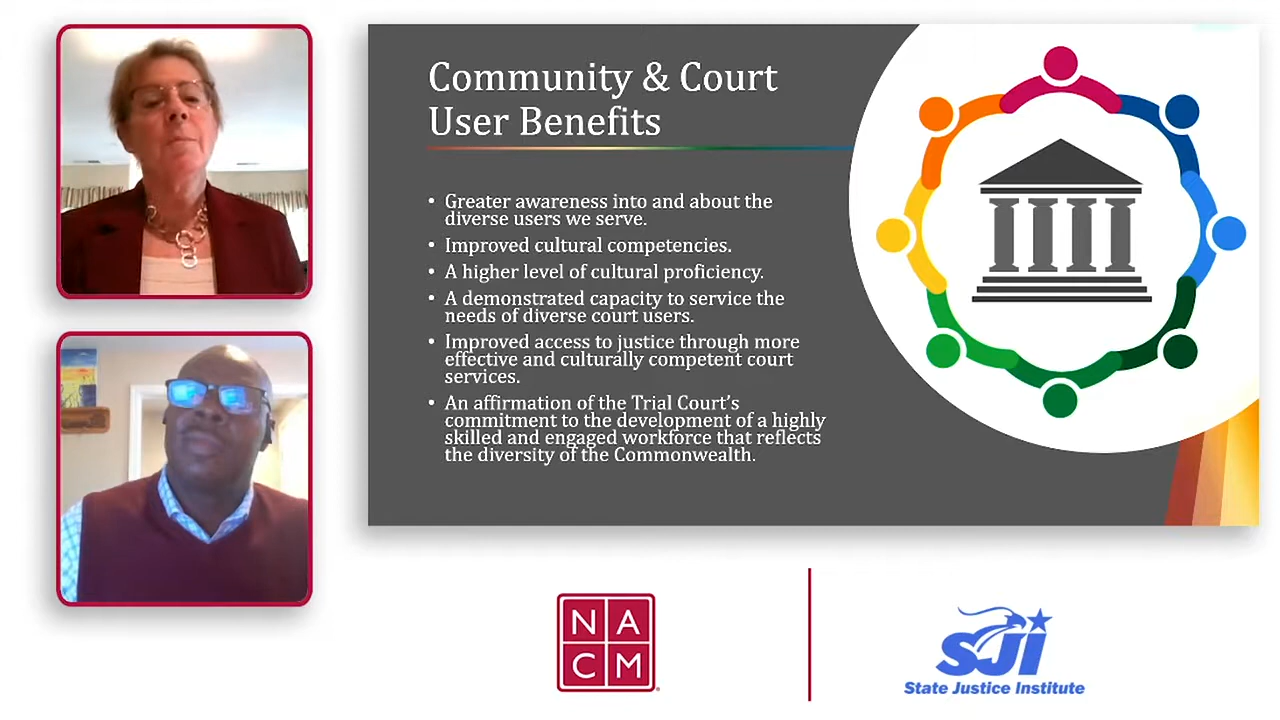 Community & Court
User Benefits
• Greater awareness into and about the
diverse users we serve.
• Improved cultural competencies.
• A higher level of cultural proficiency.
• A demonstrated capacity to service the
needs of diverse court users.
• Improved access to justice through more
effective and culturally competent court
services.
• An affirmation of the Trial Court's
commitment to the development of a highly
skilled and engaged workforce that reflects
the diversity of the Commonwealth.
N A
C M
SJI
State Justice Institute